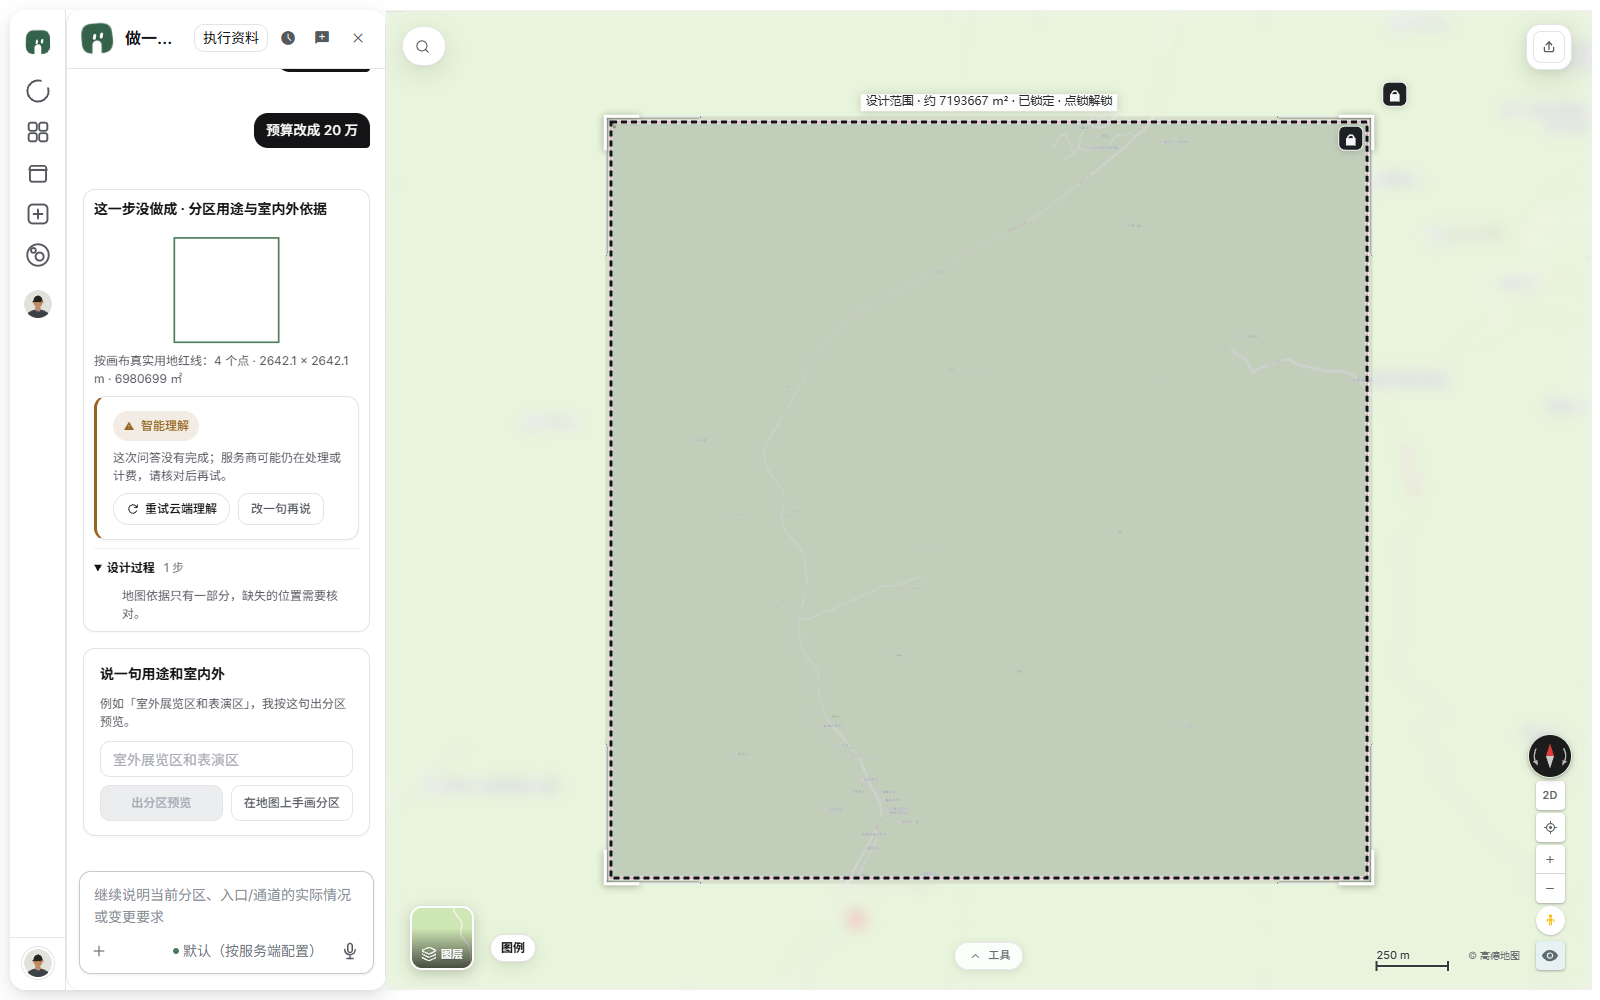 做一...
执行资料
预算改成 20 万
这一步没做成 · 分区用途与室内外依据
按画布真实用地红线：4 个点 · 2642.1 × 2642.1
m · 6980699 ㎡
智能理解
这次问答没有完成；服务商可能仍在处理或
计费，请核对后再试。
重试云端理解
改一句再说
▼ 设计过程 1 步
地图依据只有一部分，缺失的位置需要核
对。
说一句用途和室内外
例如「室外展览区和表演区」，我按这句出分区
预览。
室外展览区和表演区
出分区预览
在地图上手画分区
继续说明当前分区、入口/通道的实际情况
或变更要求
默认（按服务端配置）
设计范围 · 约 7193667 m² · 已锁定 · 点锁解锁
图层
图例
工具
2D
250 m
© 高德地图